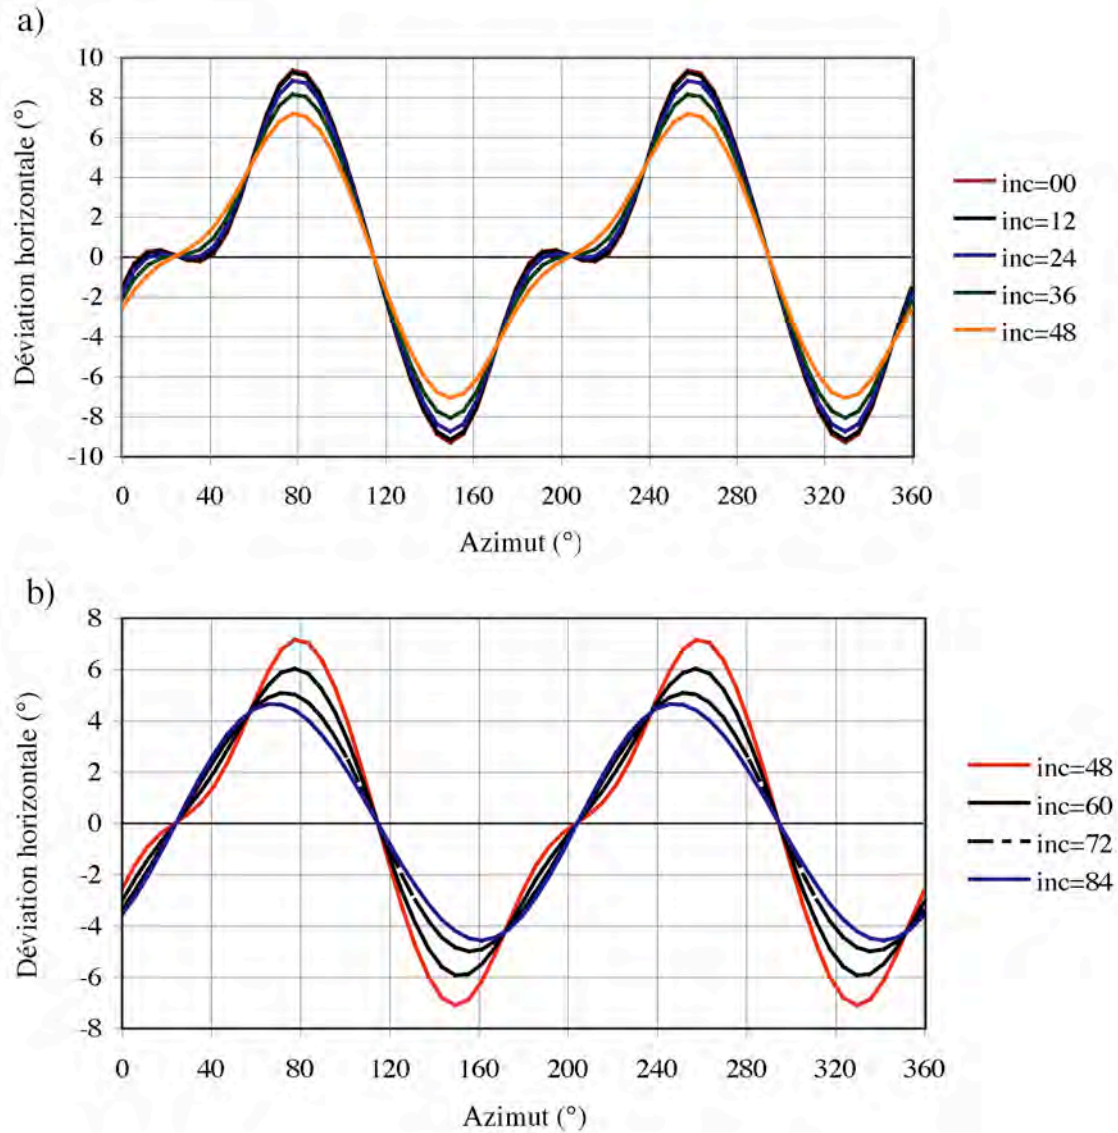 a)
Déviation horizontale (°)
10
8
6
4
2
0
-2
-4
-6
-8
-10
0 40 80 120 160 200 240 280 320 360
Azimut (°)
inc=00
inc=12
inc=24
inc=36
inc=48
b)
Déviation horizontale (°)
8
6
4
2
0
-2
-4
-6
-8
0 40 80 120 160 200 240 280 320 360
Azimut (°)
inc=48
inc=60
inc=72
inc=84